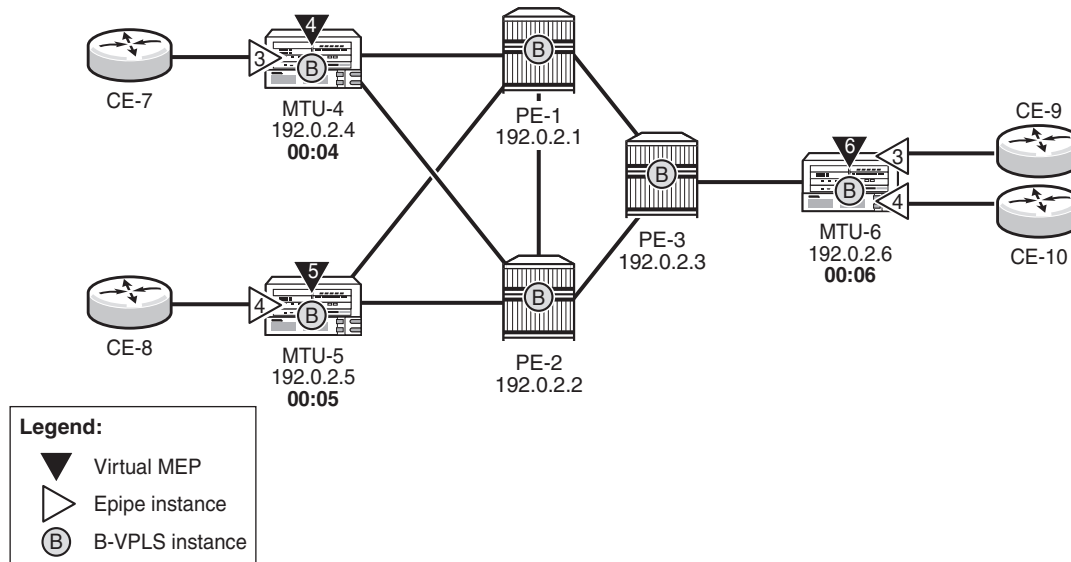 4
3
B
CE-7
MTU-4
192.0.2.4
00:04
B
PE-1
192.0.2.1
B
PE-3
192.0.2.3
CE-9
6
3
B
4
MTU-6
192.0.2.6
00:06
CE-10
5
4
B
CE-8
MTU-5
192.0.2.5
00:05
B
PE-2
192.0.2.2
Legend:
Virtual MEP
Epipe instance
B B-VPLS instance